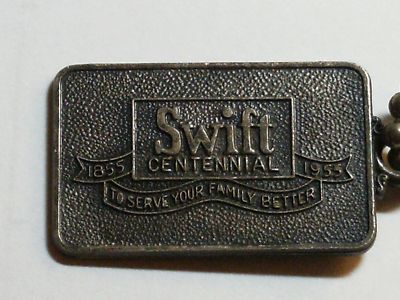 Swift
CENTENNIAL
1855 1955
TO SERVE YOUR FAMILY BETTER